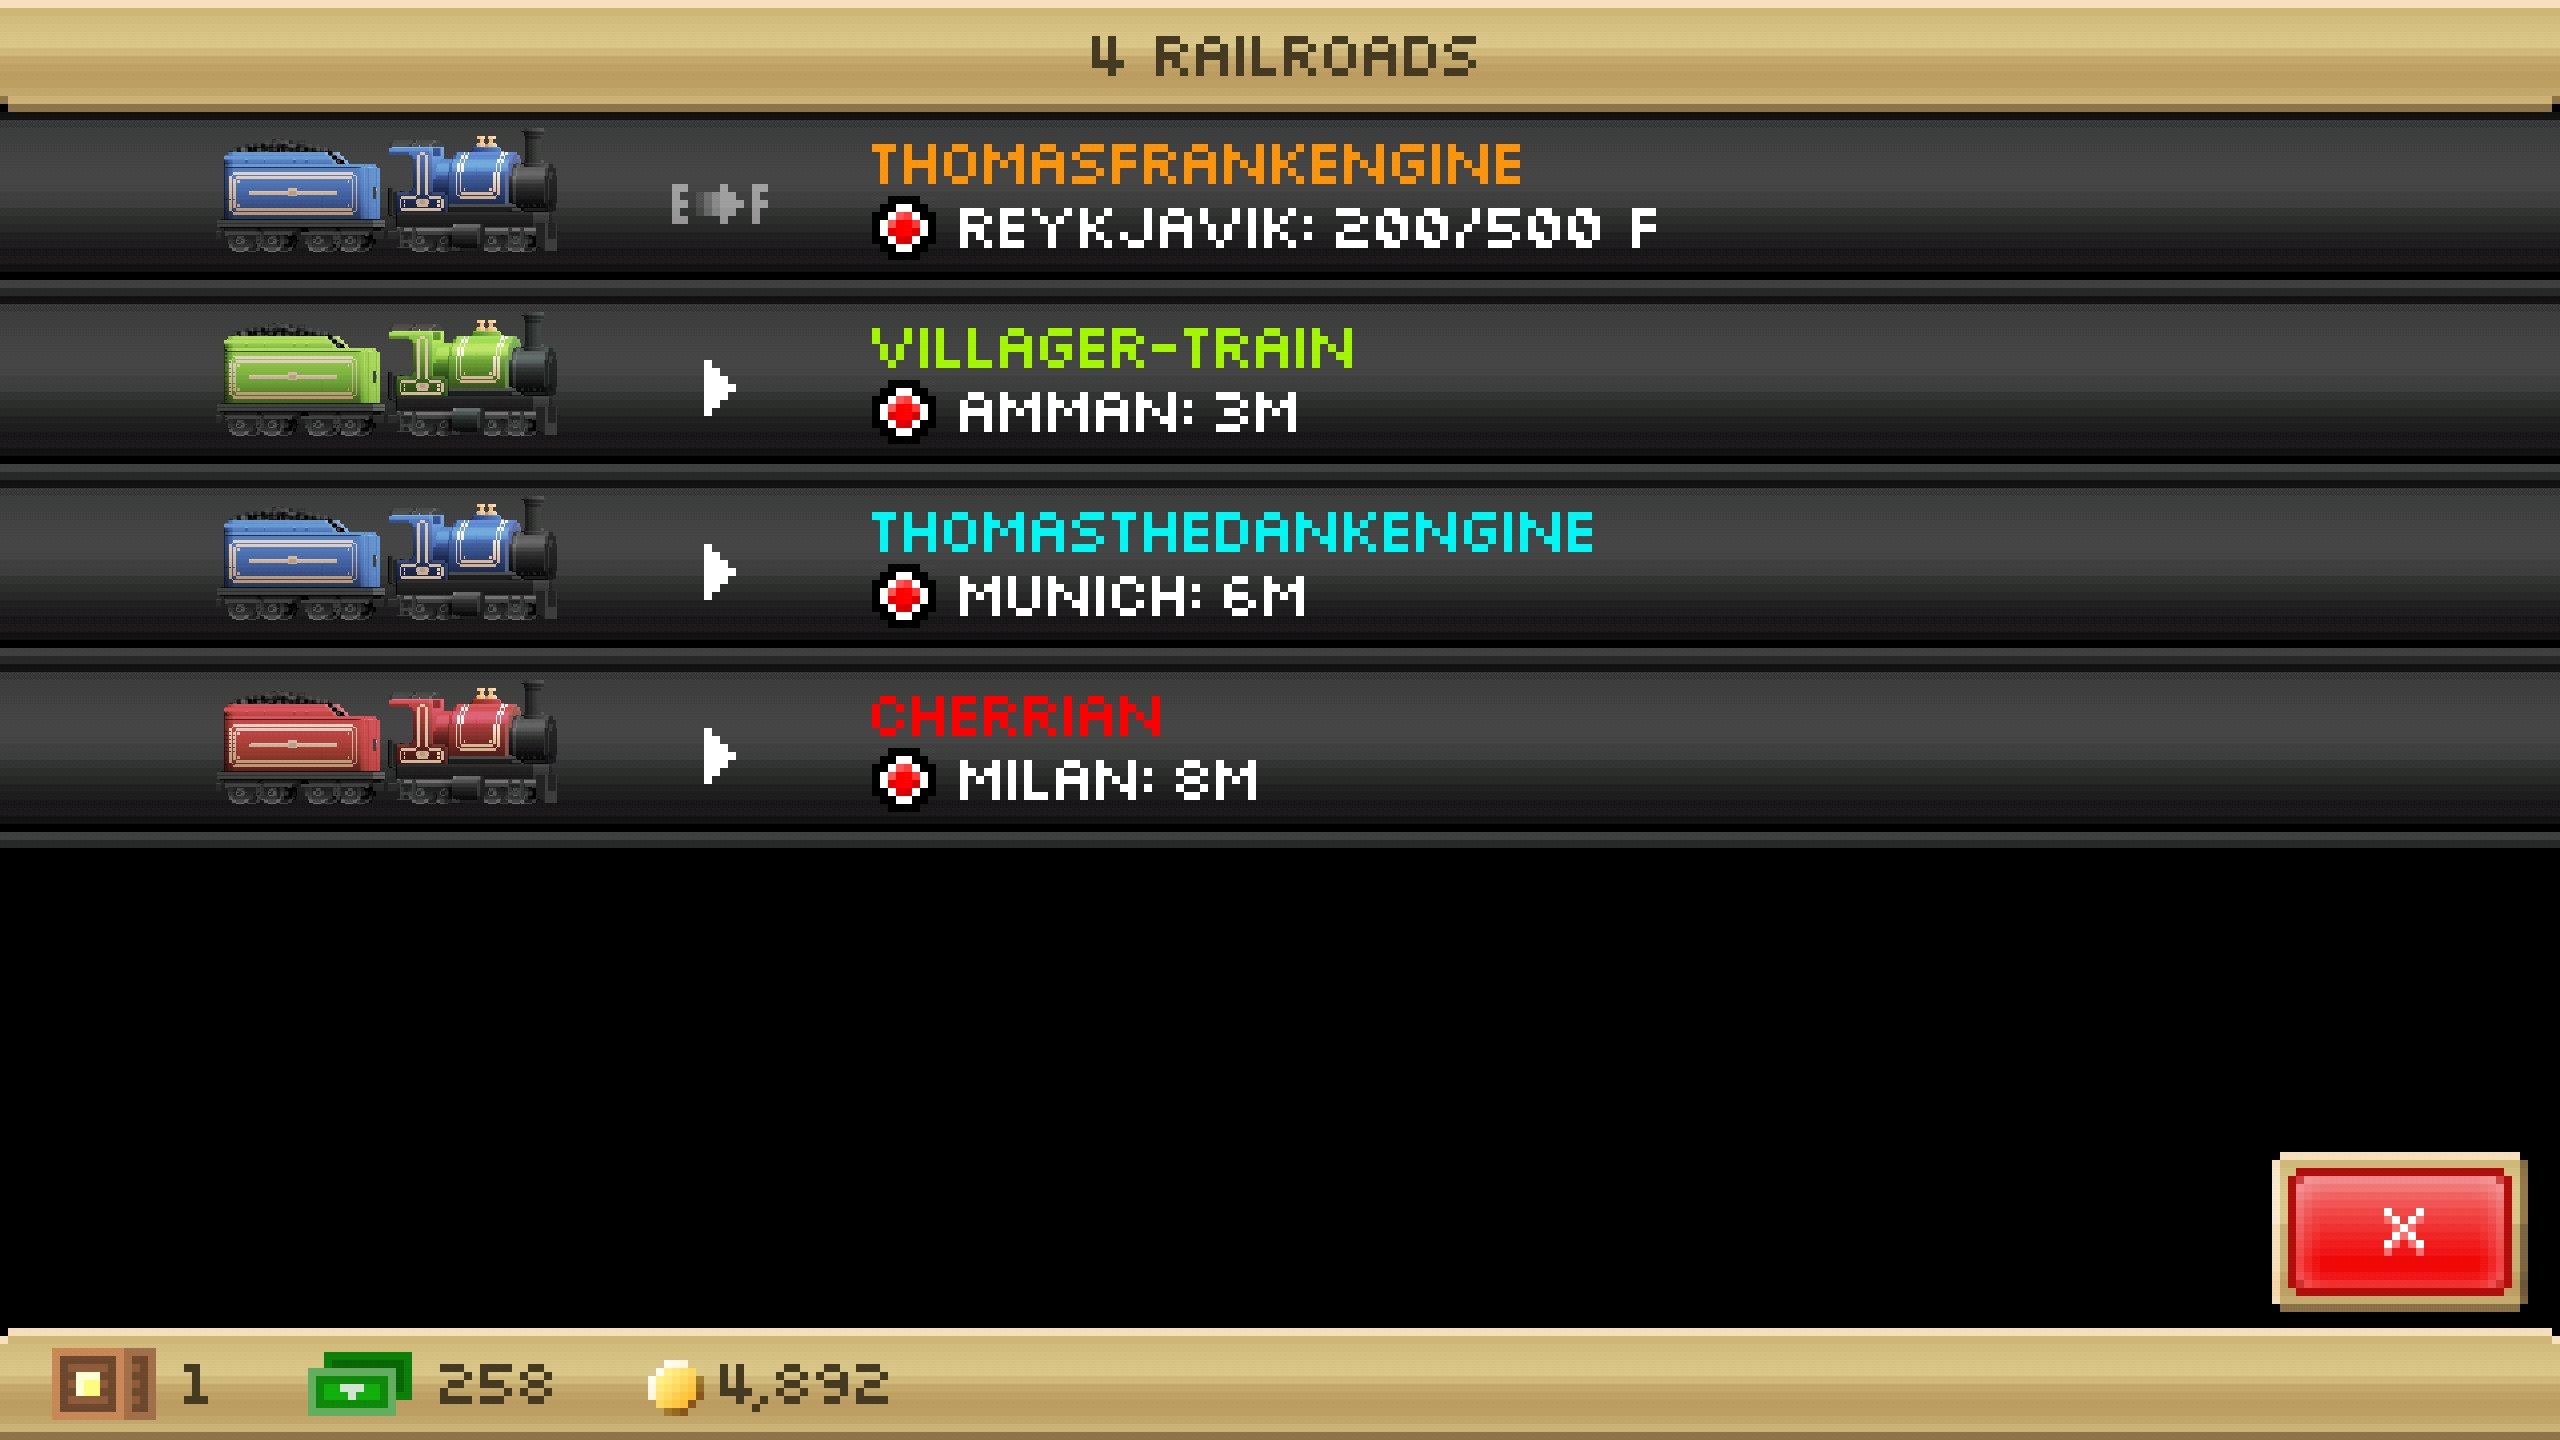 4 RAILROADS
THOMASFRANKENGINE
E F
REYKJAVIK: 200/500 F
VILLAGER-TRAIN
AMMAN: 3M
THOMASTHEDANKENGINE
MUNICH: 6M
CHERRIAN
MILAN: 8M
X
1 258 4,892